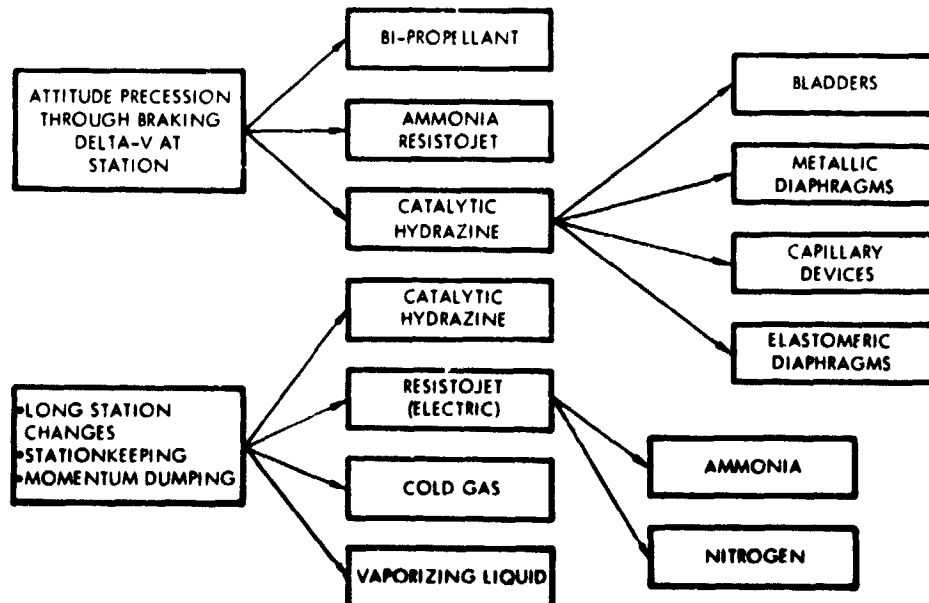 ATTITUDE PRECESSION
THROUGH BRAKING
DELTA-V AT
STATION
BI-PROPELLANT
AMMONIA
RESISTOJET
CATALYTIC
HYDRAZINE
BLADDERS
METALLIC
DIAPHRAGMS
CAPILLARY
DEVICES
ELASTOMERIC
DIAPHRAGMS
•LONG STATION
CHANGES
•STATIONKEEPING
•MOMENTUM DUMPING
CATALYTIC
HYDRAZINE
RESISTOJET
(ELECTRIC)
COLD GAS
VAPORIZING LIQUID
AMMONIA
NITROGEN